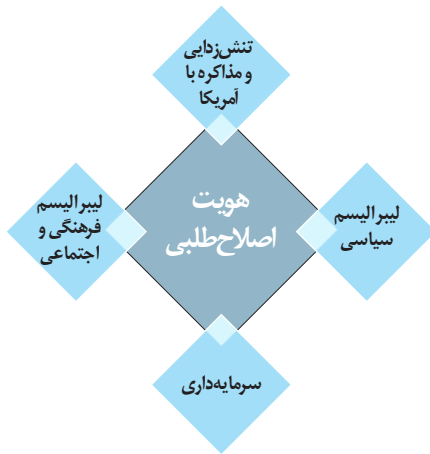 تنش‌زدایی
و مذاکره با
آمریکا
هویت
اصلاح‌طلبی
لیبرالیسم
سیاسی
لیبرالیسم
فرهنگی و
اجتماعی
سرمایه‌داری